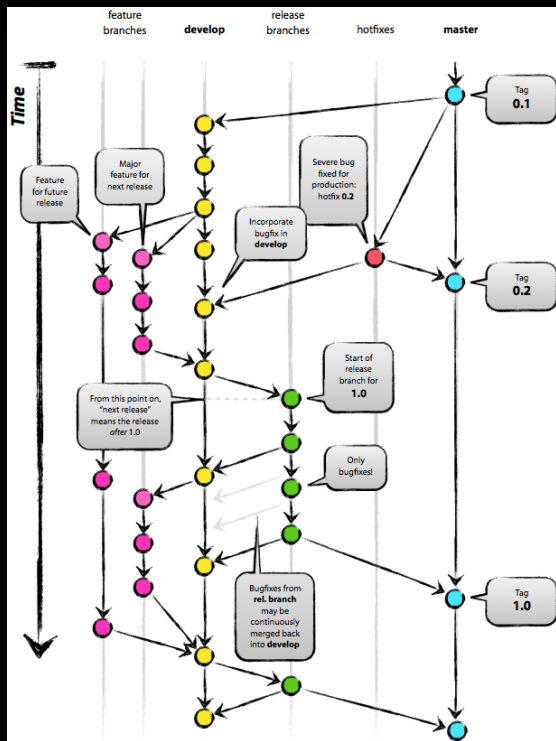 feature
branches
develop
release
branches
hotfixes
master
Time
Tag
0.1
Major
feature for
next release
Severe bug
fixed for
production:
hotfix 0.2
Feature
for future
release
Incorporate
bugfix in
develop
Tag
0.2
Start of
release
branch for
1.0
From this point on,
“next release”
means the release
after 1.0
Only
bugfixes!
Bugfixes from
rel. branch
may be
continuously
merged back
into develop
Tag
1.0